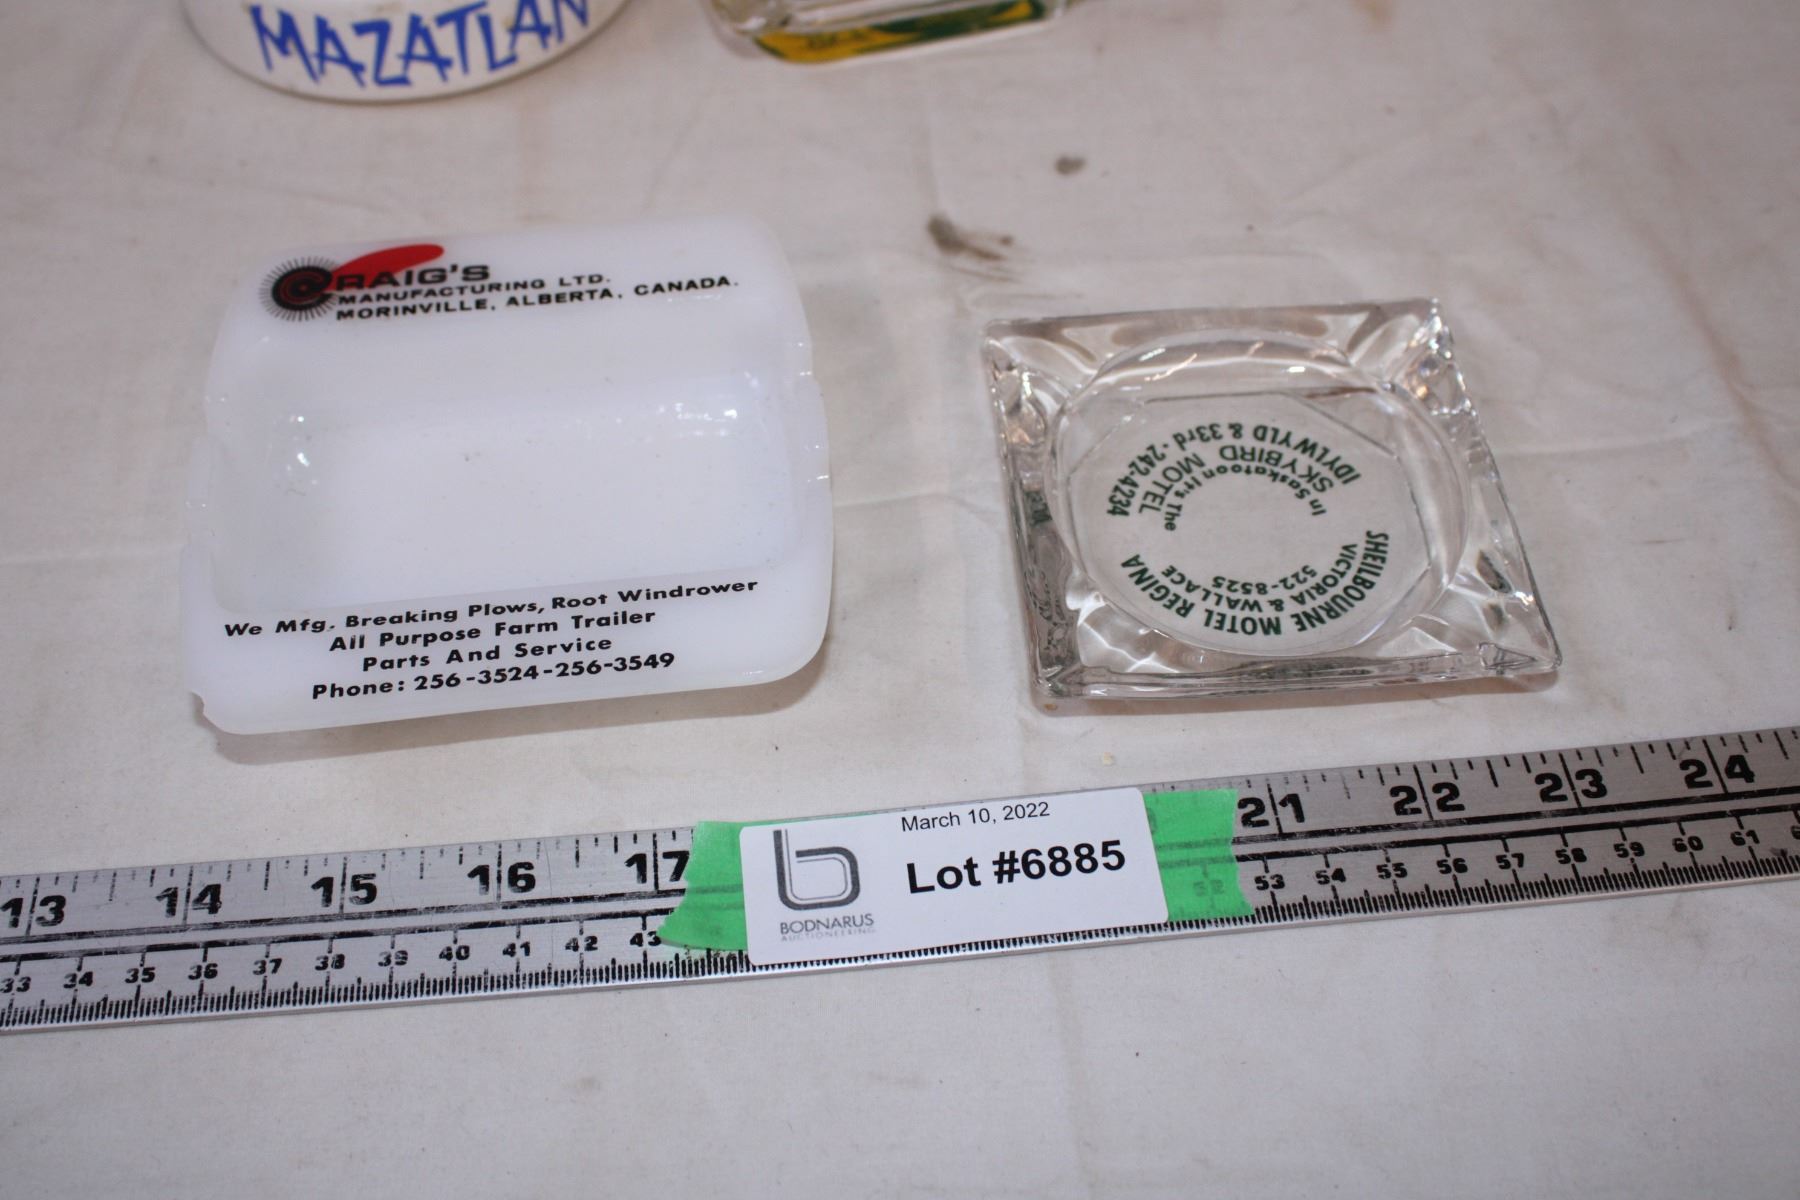 MAZATLAN
CRAIG'S
MANUFACTURING LTD.
MORINVILLE, ALBERTA, CANADA.
We Mfg. Breaking Plows, Root Windrower
All Purpose Farm Trailer
Parts And Service
Phone: 256-3524-256-3549
In Saskatoon It's The
SKYBIRD MOTEL
IDYLWYLD & 33rd - 242-4234
SHEILBOURNE MOTEL REGINA
VICTORIA & WALLACE
522-8525
March 10, 2022
Lot #6885
BODNARUS
AUCTIONEERING
13 14 15 16 17 21 22 23 24
33 34 35 36 37 38 39 40 41 42 43 52 53 54 55 56 57 58 59 60 61